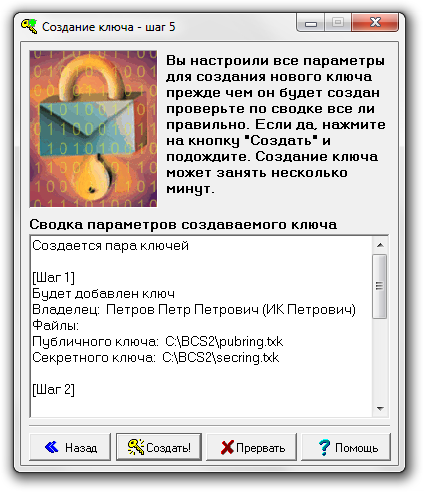 Создание ключа - шаг 5
Вы настроили все параметры
для создания нового ключа
прежде чем он будет создан
проверьте по сводке все ли
правильно. Если да, нажмите
на кнопку "Создать" и
подождите. Создание ключа
может занять несколько
минут.
Сводка параметров создаваемого ключа
Создается пара ключей
[Шаг 1]
Будет добавлен ключ
Владелец: Петров Петр Петрович (ИК Петрович)
Файлы:
Публичного ключа: C:\BCS2\pubring.txk
Секретного ключа: C:\BCS2\secring.txk
[Шаг 2]
Назад
Создать!
Прервать
Помощь